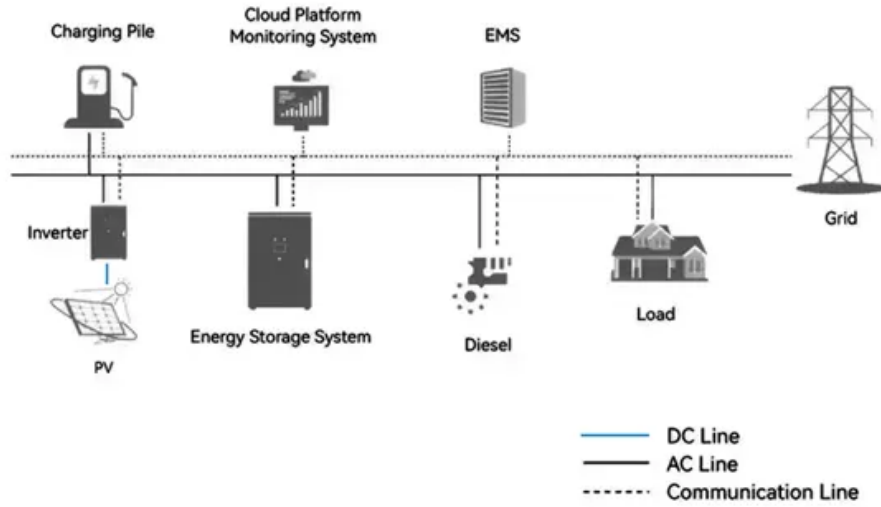 Charging Pile
Cloud Platform
Monitoring System
EMS
Grid
Inverter
Energy Storage System
Diesel
Load
PV
DC Line
AC Line
Communication Line